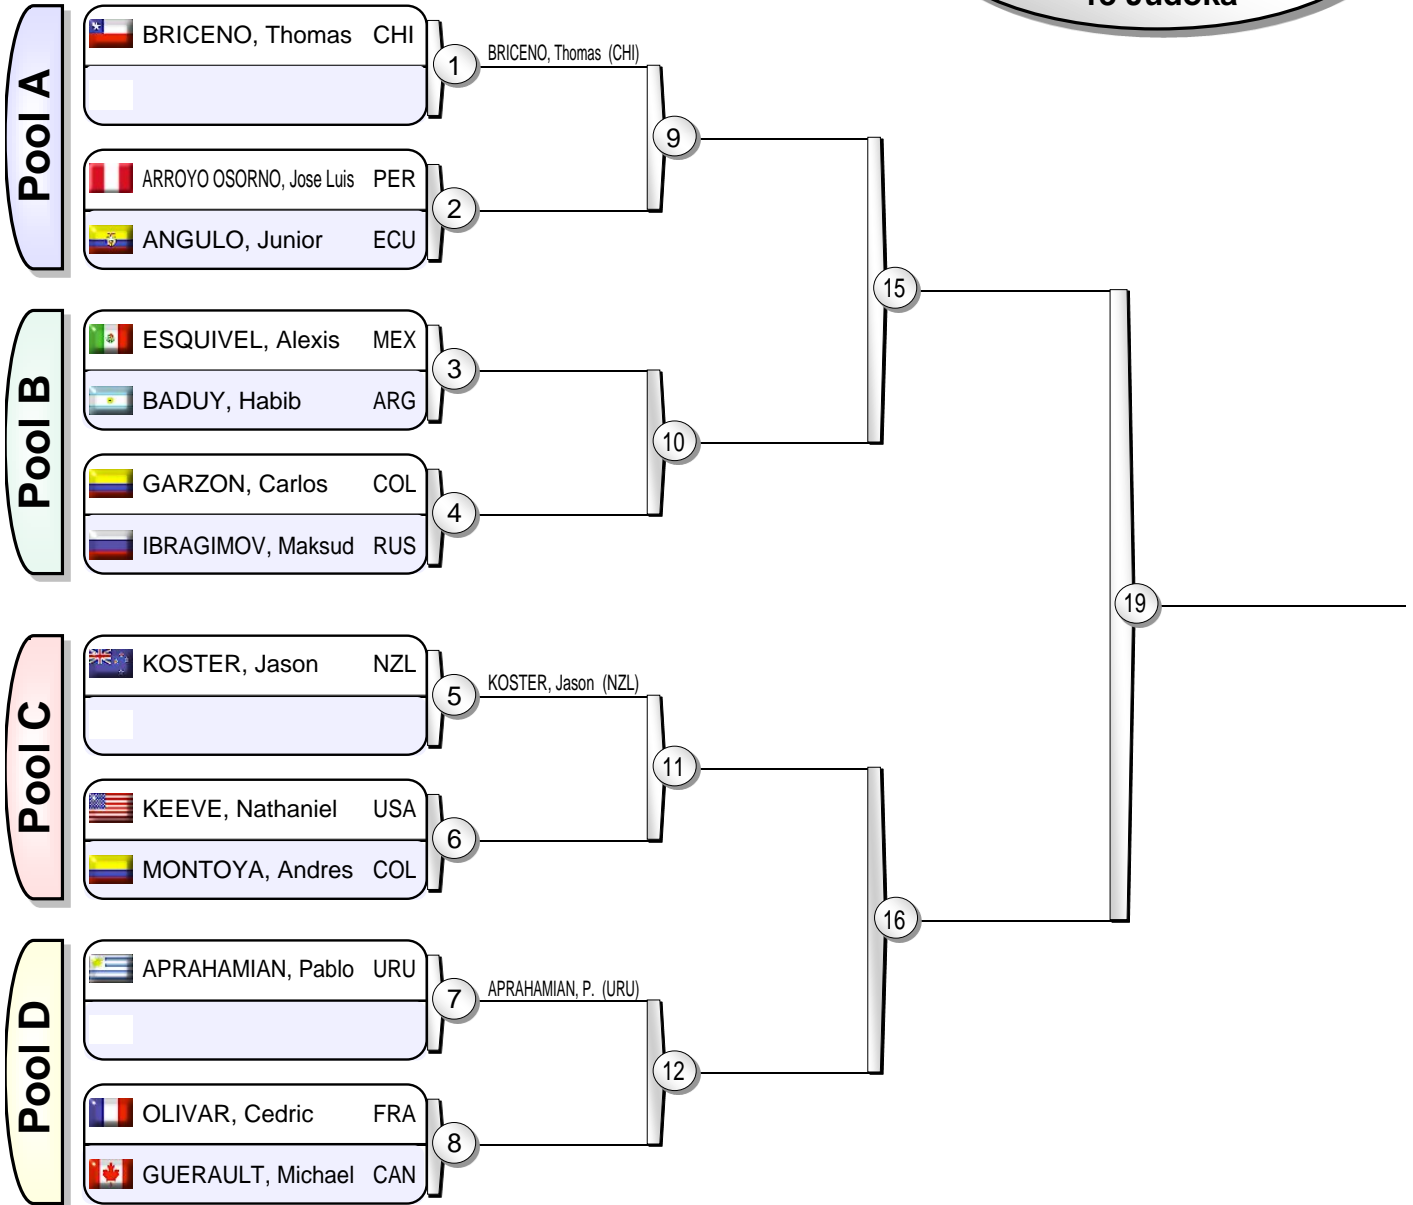 Pool A
BRICENO, Thomas CHI
1
BRICENO, Thomas (CHI)
ARROYO OSORNO, Jose Luis PER
ANGULO, Junior ECU
2
9
Pool B
ESQUIVEL, Alexis MEX
BADUY, Habib ARG
3
GARZON, Carlos COL
IBRAGIMOV, Maksud RUS
4
10
15
Pool C
KOSTER, Jason NZL
5
KOSTER, Jason (NZL)
KEEVE, Nathaniel USA
MONTOYA, Andres COL
6
11
Pool D
APRAHAMIAN, Pablo URU
7
APRAHAMIAN, P. (URU)
OLIVAR, Cedric FRA
GUERAULT, Michael CAN
8
12
16
19